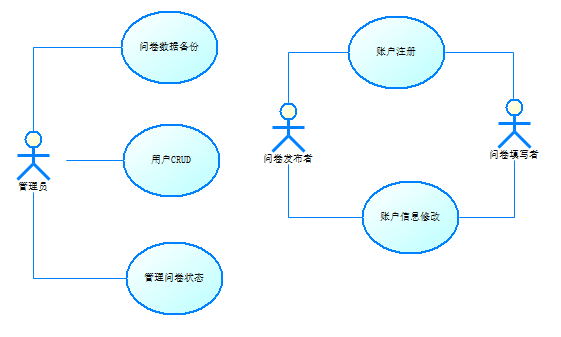 问卷数据备份
账户注册
管理员
用户CRUD
问卷发布者
问卷填写者
账户信息修改
管理问卷状态